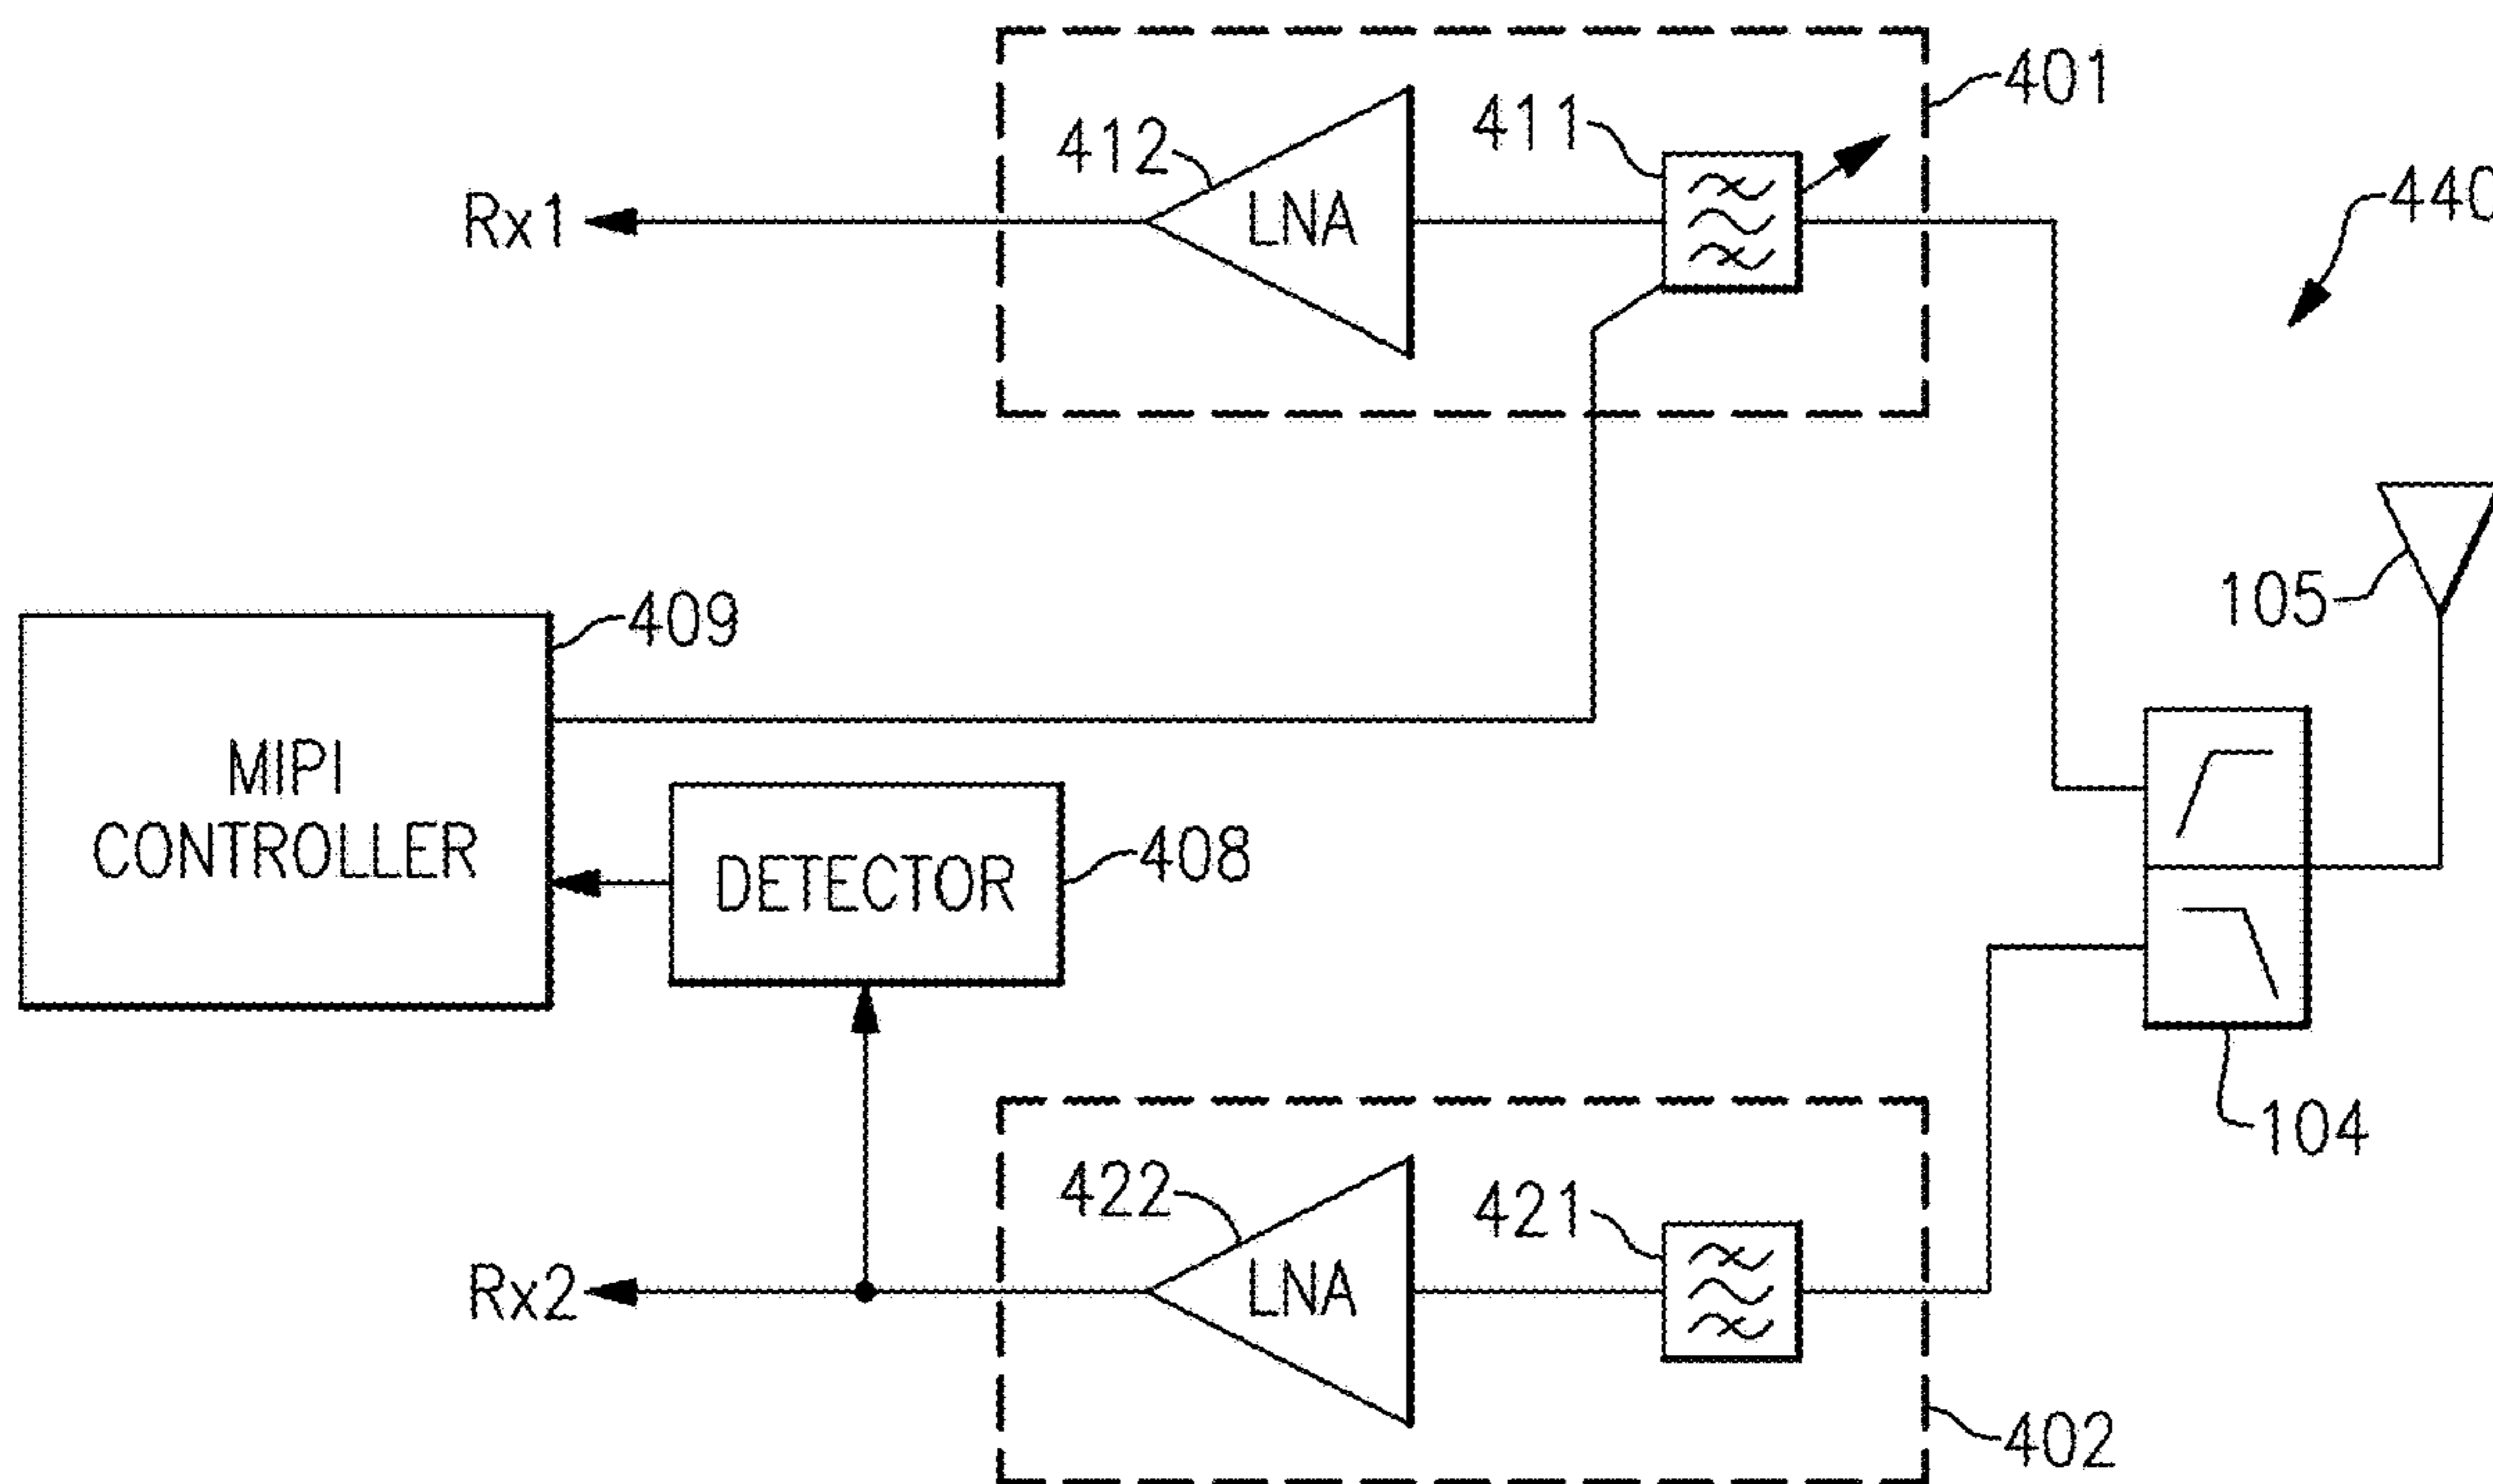 401
412
411
LNA
Rx1
440
105
409
MIPI
CONTROLLER
DETECTOR
408
104
422
421
LNA
Rx2
402